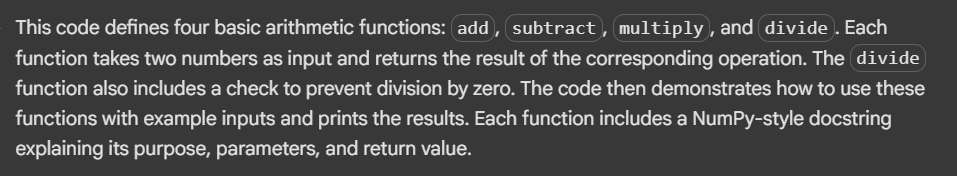 This code defines four basic arithmetic functions: add, subtract, multiply, and divide. Each
function takes two numbers as input and returns the result of the corresponding operation. The divide
function also includes a check to prevent division by zero. The code then demonstrates how to use these
functions with example inputs and prints the results. Each function includes a NumPy-style docstring
explaining its purpose, parameters, and return value.